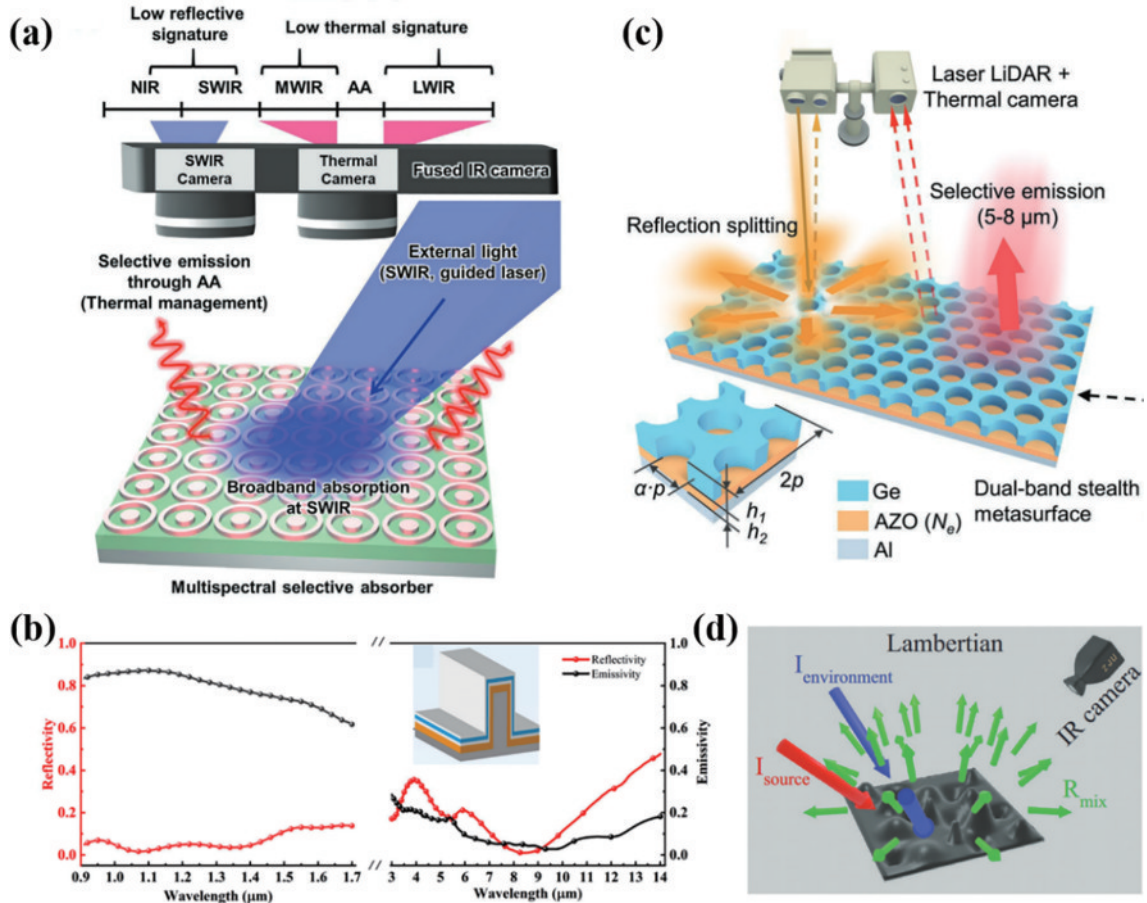 (a)
Low reflective
signature
Low thermal signature
NIR SWIR MWIR AA LWIR
SWIR
Camera
Thermal
Camera
Fused IR camera
Selective emission
through AA
(Thermal management)
External light
(SWIR, guided laser)
Broadband absorption
at SWIR
Multispectral selective absorber
(c)
Laser LiDAR +
Thermal camera
Reflection splitting
Selective emission
(5-8 μm)
α·p
2p
h1
h2
Ge
AZO (Ne)
Al
Dual-band stealth
metasurface
(b)
1.0
0.8
0.6
0.4
0.2
0.0
Reflectivity
0.9 1.0 1.1 1.2 1.3 1.4 1.5 1.6 1.7
Wavelength (μm)
//
//
Reflectivity
Emissivity
3 4 5 6 7 8 9 10 11 12 13 14
Wavelength (μm)
1.0
0.8
0.6
0.4
0.2
0.0
Emissivity
(d)
Lambertian
Ienvironment
Isource
Rmix
ZJU
IR camera